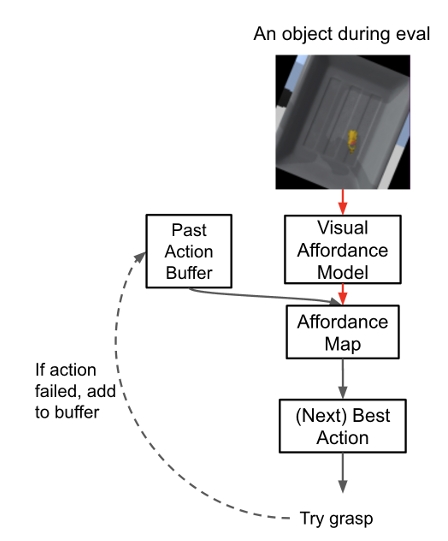 An object during eval
Past
Action
Buffer
Visual
Affordance
Model
Affordance
Map
If action
failed, add
to buffer
(Next) Best
Action
Try grasp